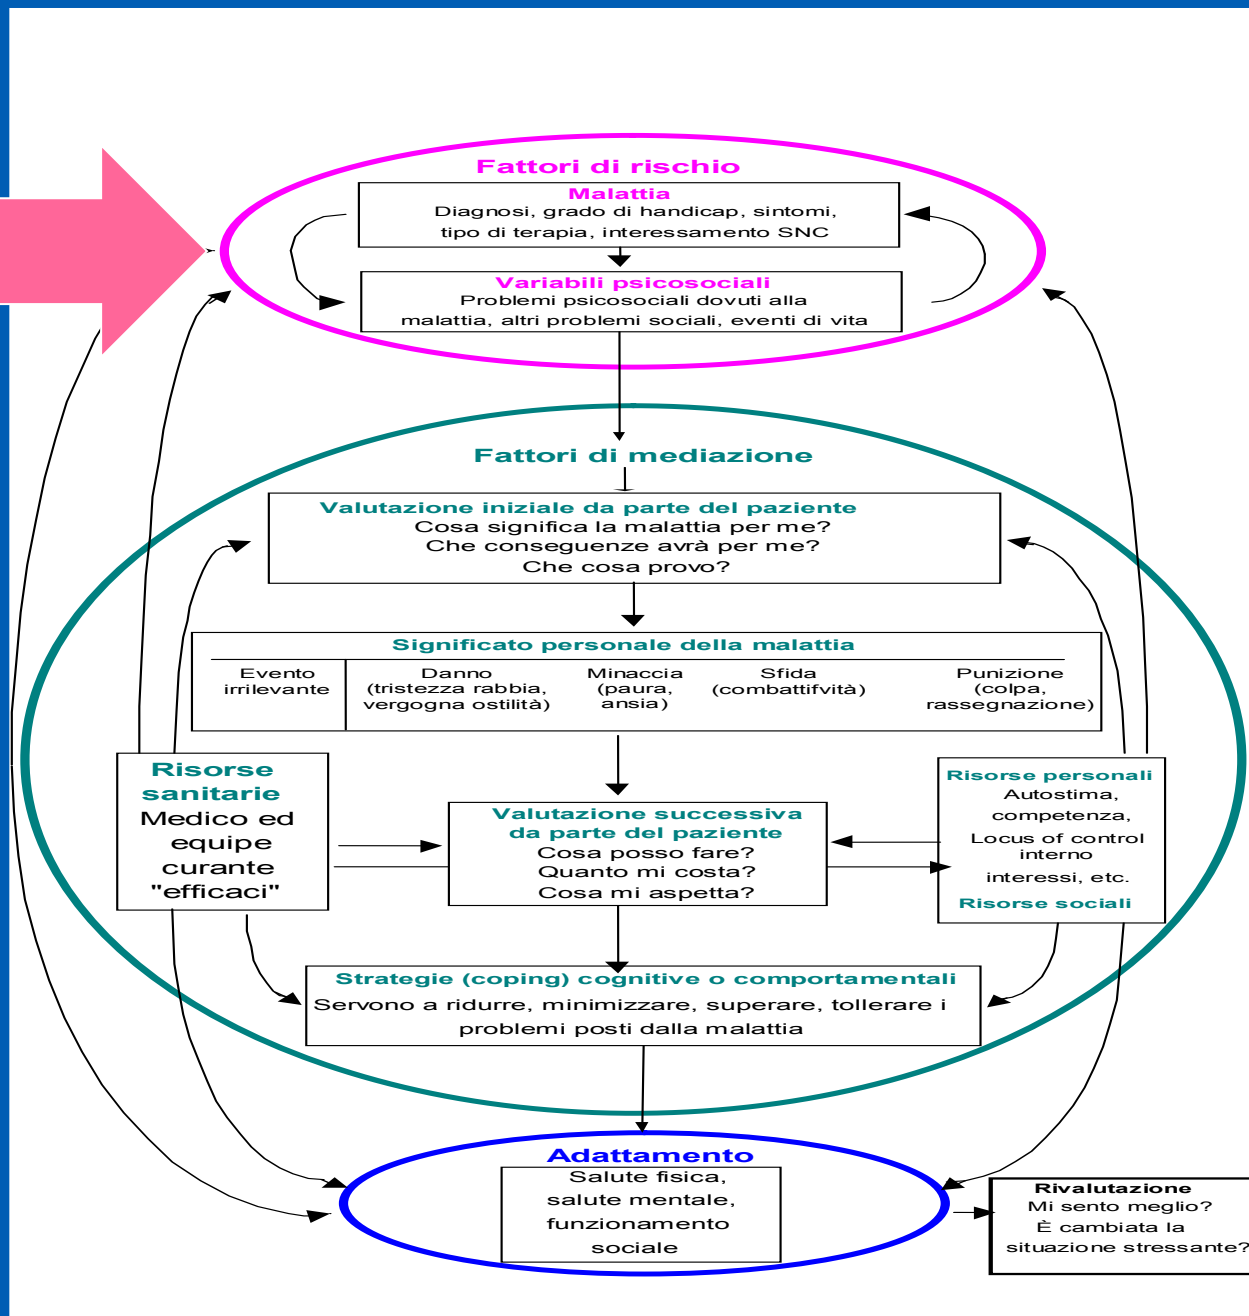 Fattori di rischio
Malattia
Diagnosi, grado di handicap, sintomi,
tipo di terapia, interessamento SNC
Variabili psicosociali
Problemi psicosociali dovuti alla
malattia, altri problemi sociali, eventi di vita
Fattori di mediazione
Valutazione iniziale da parte del paziente
Cosa significa la malattia per me?
Che conseguenze avrà per me?
Che cosa provo?
Significato personale della malattia
Evento
irrilevante
Danno
(tristezza rabbia,
vergogna ostilità)
Minaccia
(paura,
ansia)
Sfida
(combattifvità)
Punizione
(colpa,
rassegnazione)
Risorse
sanitarie
Medico ed
equipe
curante
"efficaci"
Valutazione successiva
da parte del paziente
Cosa posso fare?
Quanto mi costa?
Cosa mi aspetta?
Risorse personali
Autostima,
competenza,
Locus of control
interno
interessi, etc.
Risorse sociali
Strategie (coping) cognitive o comportamentali
Servono a ridurre, minimizzare, superare, tollerare i
problemi posti dalla malattia
Adattamento
Salute fisica,
salute mentale,
funzionamento
sociale
Rivalutazione
Mi sento meglio?
È cambiata la
situazione stressante?